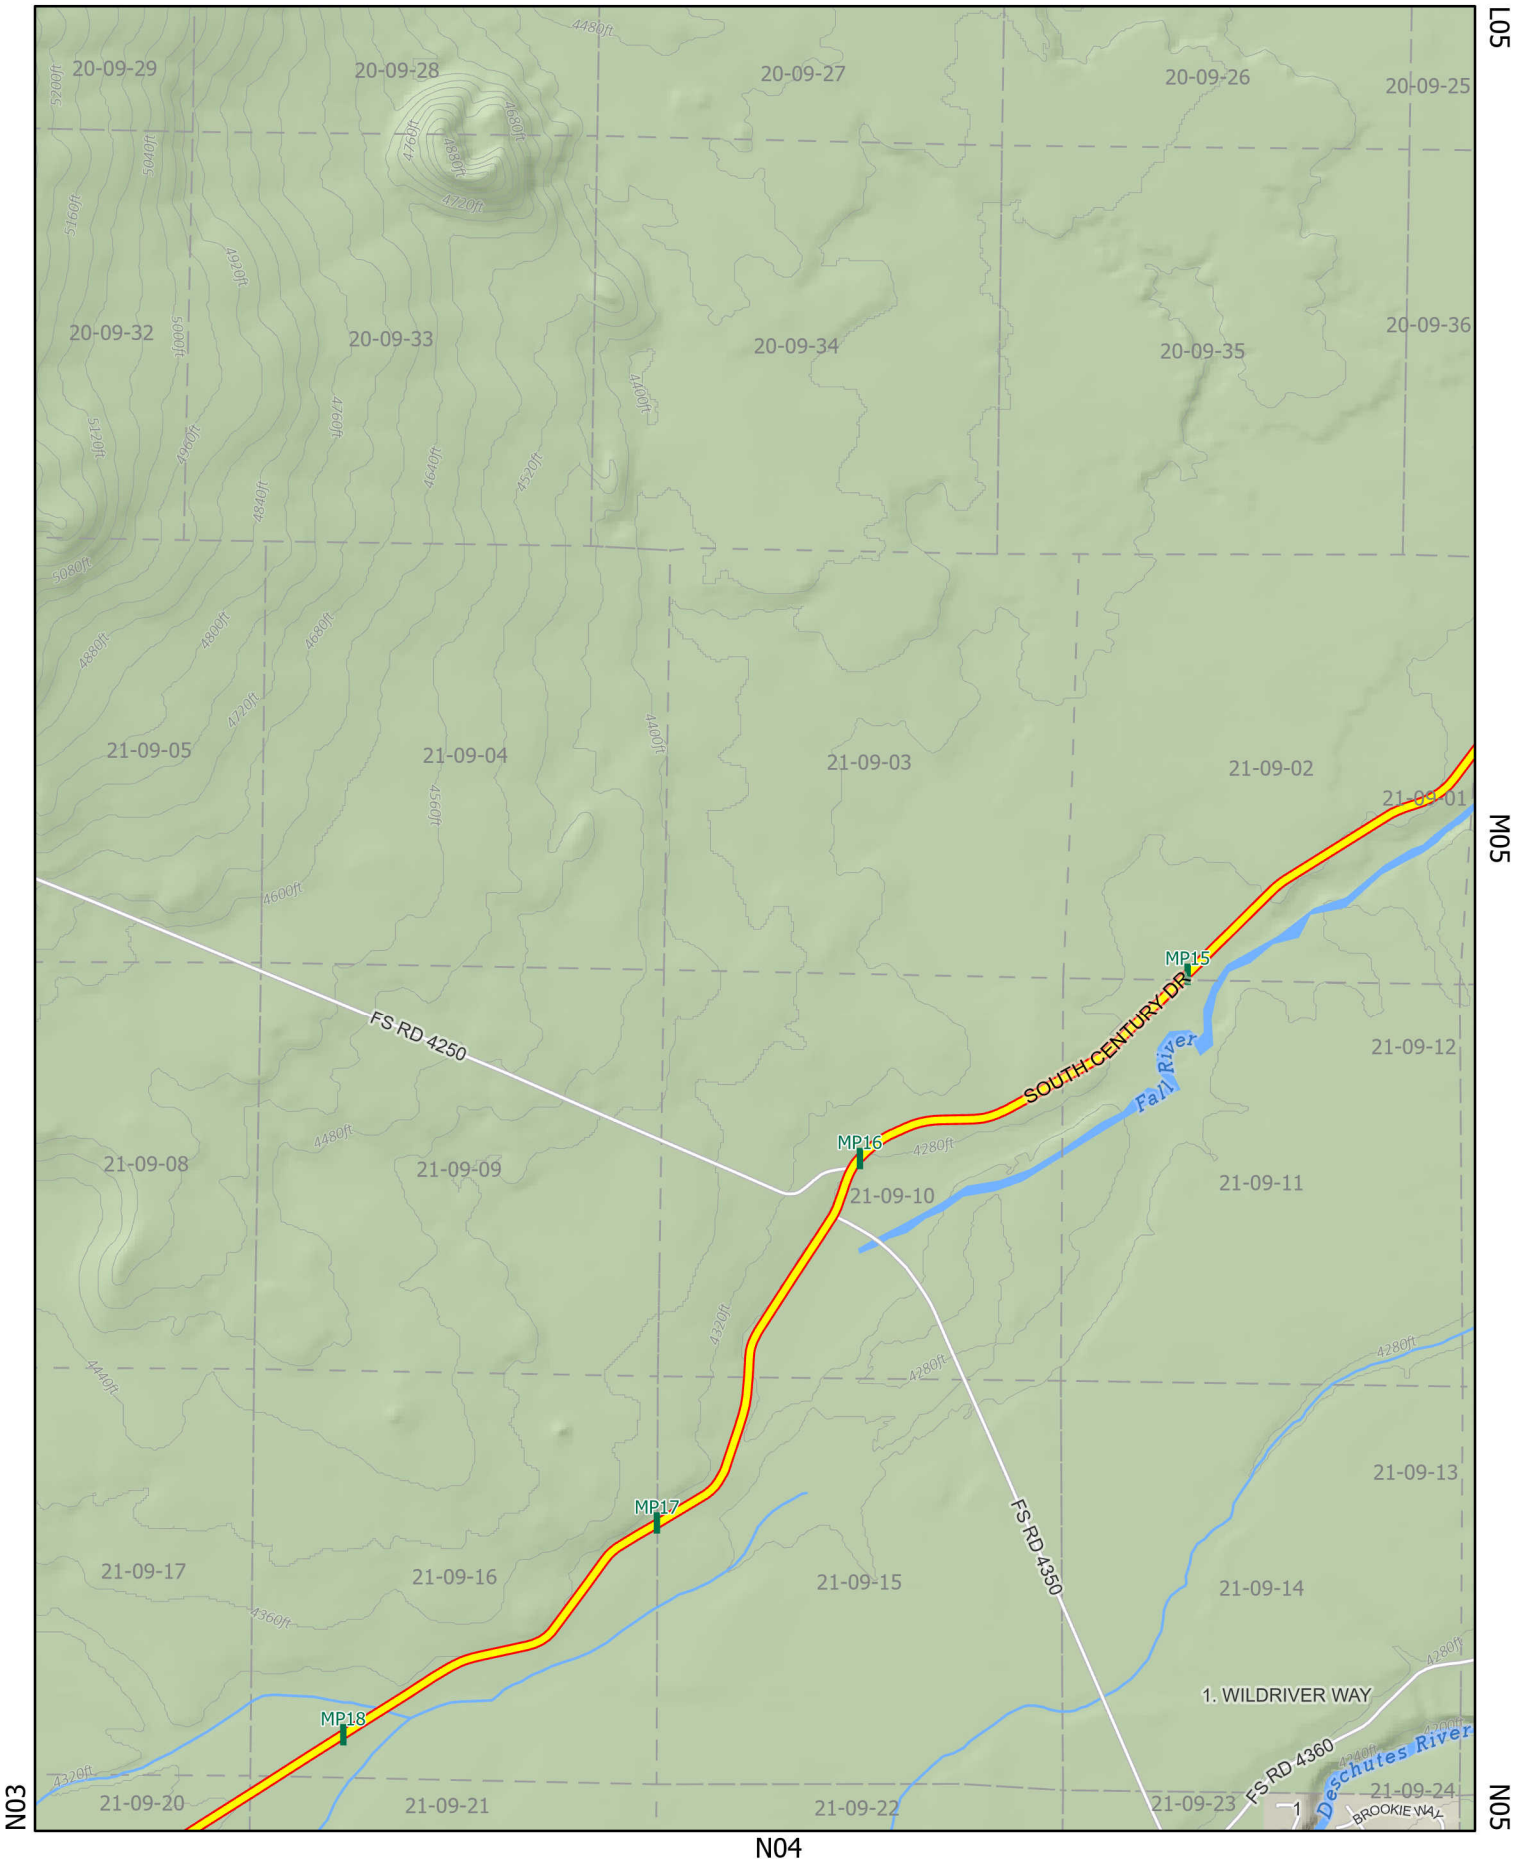 L05
4480ft
20-09-29
20-09-28
20-09-27
20-09-26
20-09-25
5200ft
4680ft
4760ft
4880ft
5040ft
4720ft
5160ft
4920ft
20-09-32
5000ft
20-09-33
20-09-34
20-09-35
20-09-36
4400ft
4760ft
5120ft
4960ft
4640ft
4520ft
4840ft
5080ft
4880ft
4800ft
4680ft
4720ft
4400ft
21-09-05
21-09-04
21-09-03
21-09-02
21-09-01
4560ft
M05
4600ft
MP15
FS RD 4250
SOUTH CENTURY DR
Fall River
21-09-12
4480ft
MP16
4280ft
21-09-08
21-09-09
21-09-10
21-09-11
4320ft
4280ft
4280ft
4440ft
21-09-13
MP17
FS RD 4350
21-09-17
21-09-16
21-09-15
21-09-14
4360ft
4280ft
1. WILDRIVER WAY
MP18
4200ft
4240ft
Deschutes River
FS RD 4360
4320ft
21-09-20
21-09-21
21-09-22
21-09-23
21-09-24
1
BROOKIE WAY
N03
N04
N05